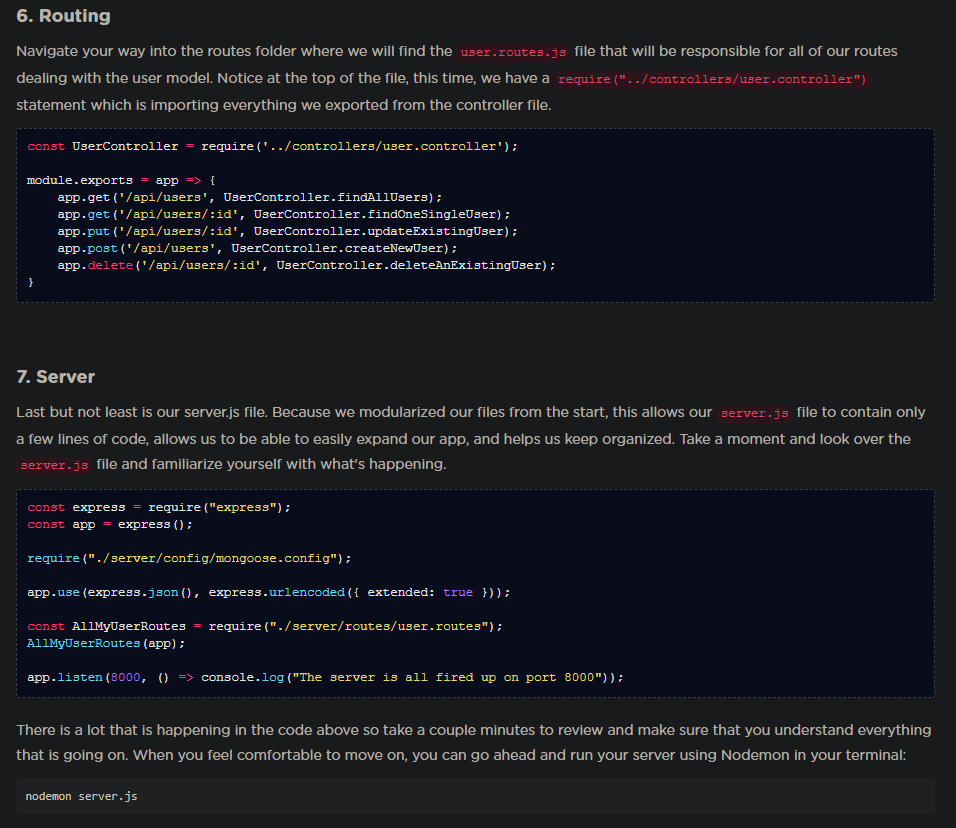 6. Routing
Navigate your way into the routes folder where we will find the user.routes.js file that will be responsible for all of our routes
dealing with the user model. Notice at the top of the file, this time, we have a require("../controllers/user.controller")
statement which is importing everything we exported from the controller file.
const UserController = require('../controllers/user.controller');
module.exports = app => {
    app.get('/api/users', UserController.findAllUsers);
    app.get('/api/users/:id', UserController.findOneSingleUser);
    app.put('/api/users/:id', UserController.updateExistingUser);
    app.post('/api/users', UserController.createNewUser);
    app.delete('/api/users/:id', UserController.deleteAnExistingUser);
}
7. Server
Last but not least is our server.js file. Because we modularized our files from the start, this allows our server.js file to contain only
a few lines of code, allows us to be able to easily expand our app, and helps us keep organized. Take a moment and look over the
server.js file and familiarize yourself with what's happening.
const express = require("express");
const app = express();
require("./server/config/mongoose.config");
app.use(express.json(), express.urlencoded({ extended: true }));
const AllMyUserRoutes = require("./server/routes/user.routes");
AllMyUserRoutes(app);
app.listen(8000, () => console.log("The server is all fired up on port 8000"));
There is a lot that is happening in the code above so take a couple minutes to review and make sure that you understand everything
that is going on. When you feel comfortable to move on, you can go ahead and run your server using Nodemon in your terminal:
nodemon server.js